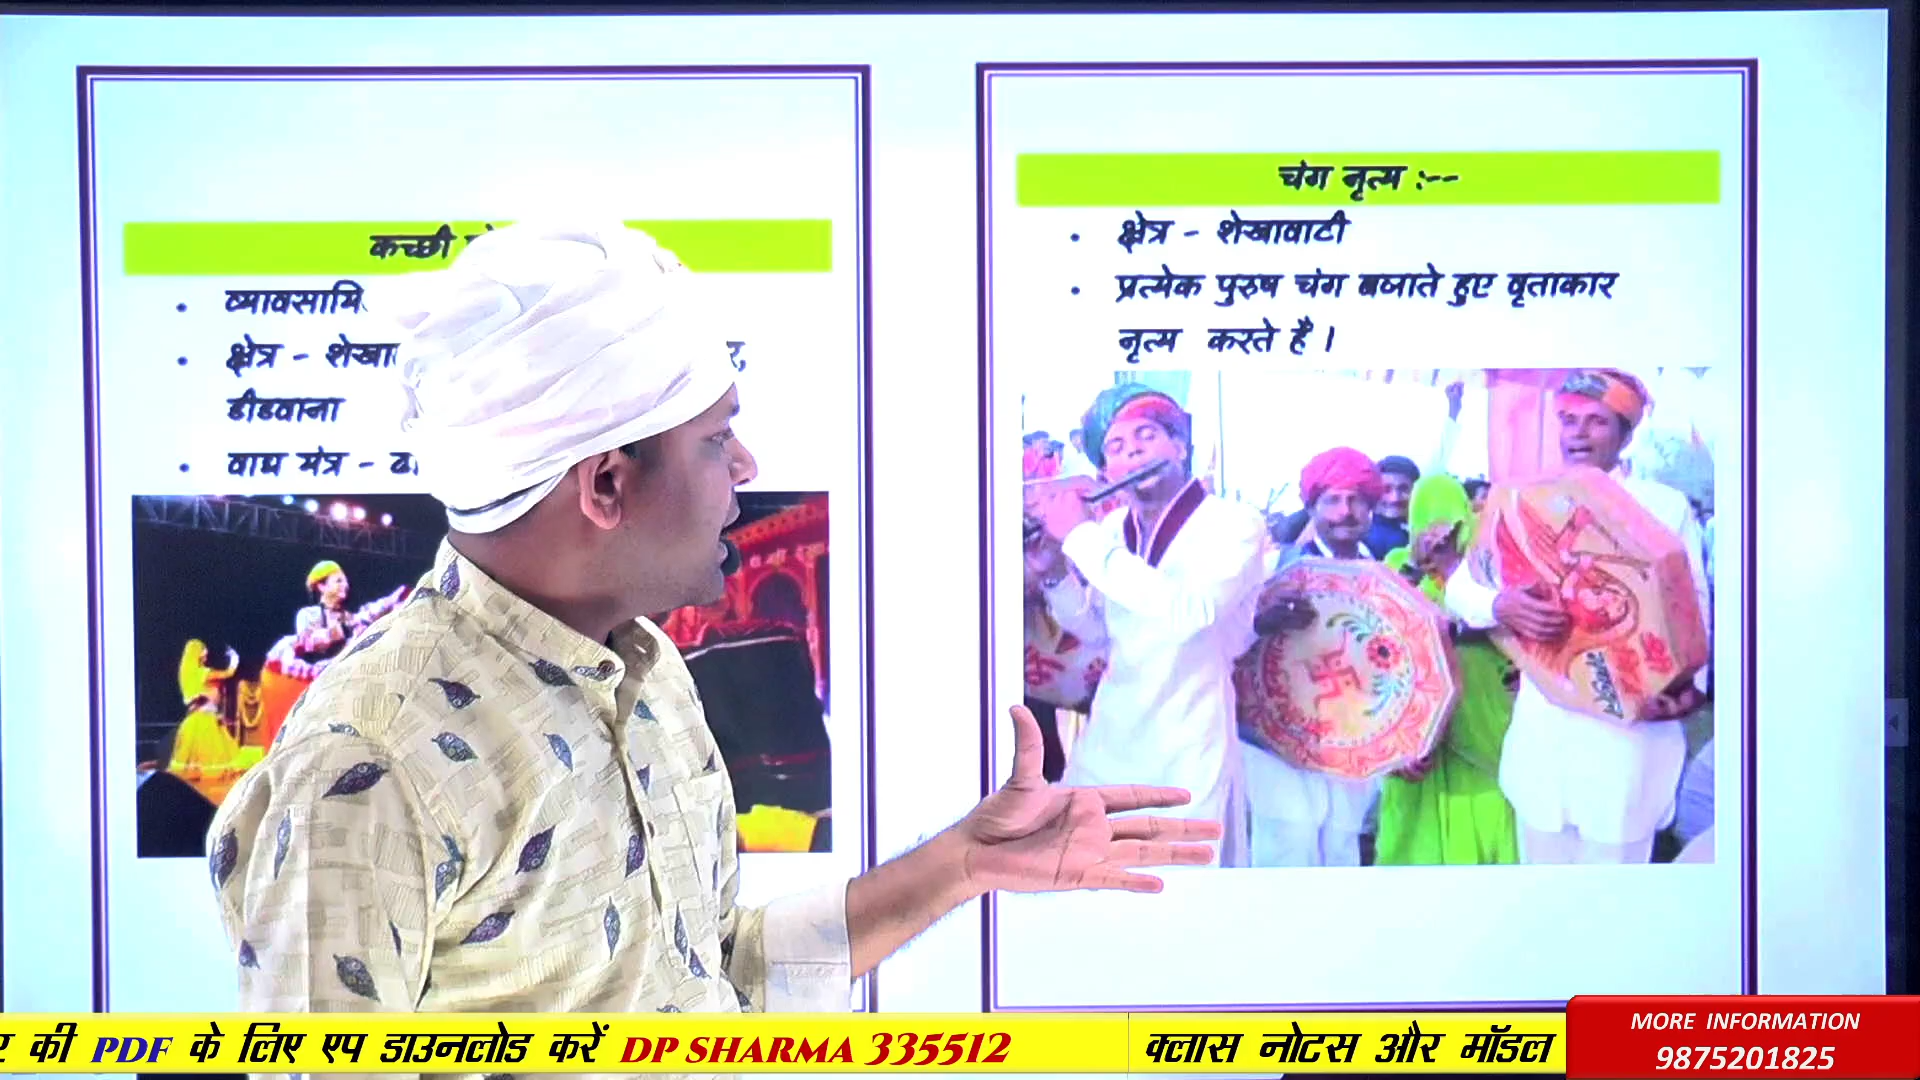 कच्छी
व्यावसायि
क्षेत्र - शेखा
डीडवाना
वाद्य यंत्र -
चंग नृत्य :--
क्षेत्र - शेखावाटी
प्रत्येक पुरुष चंग बजाते हुए वृताकार
नृत्य करते है ।
की PDF के लिए एप डाउनलोड करें DP SHARMA 335512
क्लास नोटस और मॉडल
MORE INFORMATION
9875201825